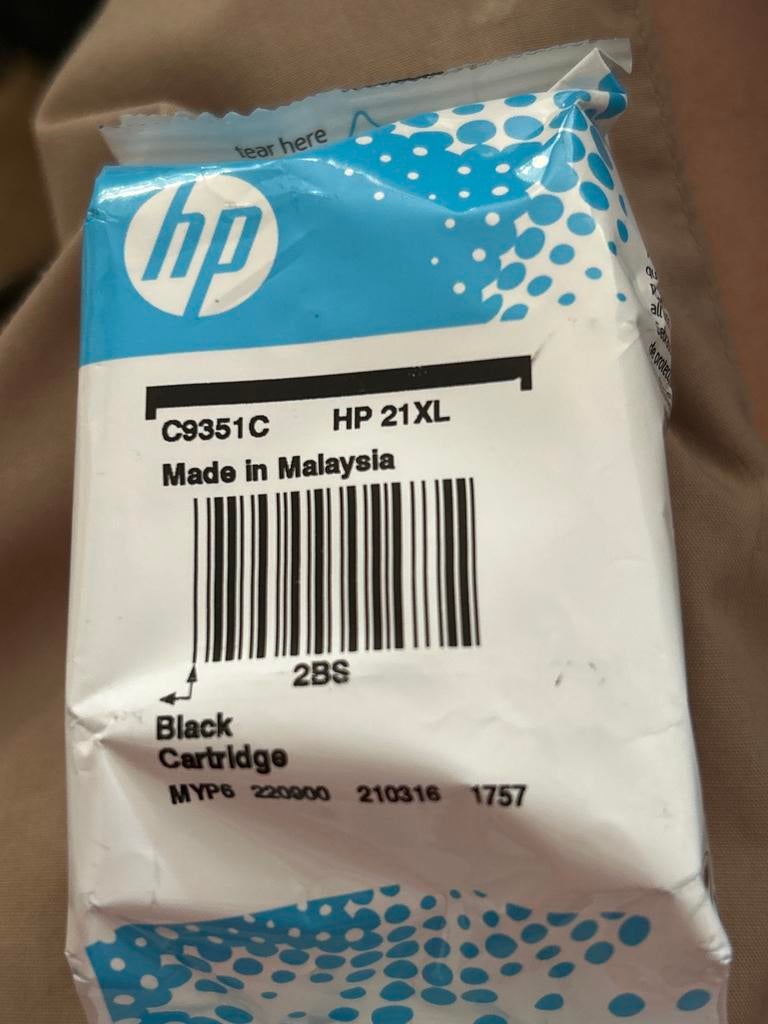 tear here
hp
C9351C HP 21XL
Made in Malaysia
2BS
Black
Cartridge
MYP6 220900 210316 1757